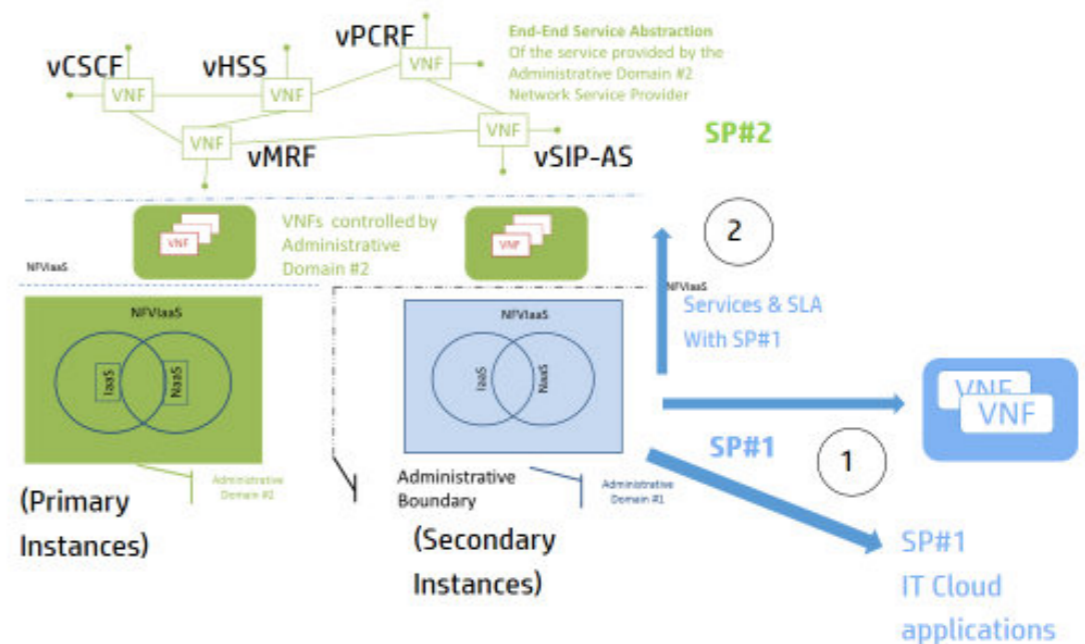 vPCRF
End-End Service Abstraction
Of the service provided by the
Administrative Domain #2
Network Service Provider
vCSCF
vHSS
VNF
VNF
VNF
VNF
VNF
vMRF
vSIP-AS
SP#2
VNF
VNFs controlled by
Administrative
Domain #2
VNF
2
NFVIaaS
NFVIaaS
Services & SLA
With SP#1
NFVIaaS
IaaS
NaaS
NFVIaaS
IaaS
NaaS
VNF
VNF
SP#1
1
Administrative
Domain #2
Administrative
Boundary
Administrative
Domain #1
(Primary
Instances)
(Secondary
Instances)
SP#1
IT Cloud
applications